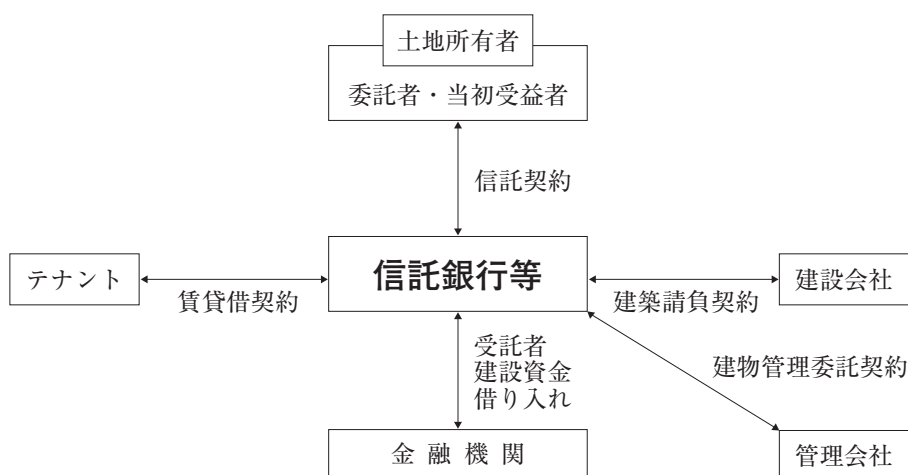 土地所有者
委託者・当初受益者
信託契約
テナント
賃貸借契約
信託銀行等
建築請負契約
建設会社
受託者
建設資金
借り入れ
建物管理委託契約
金融機関
管理会社